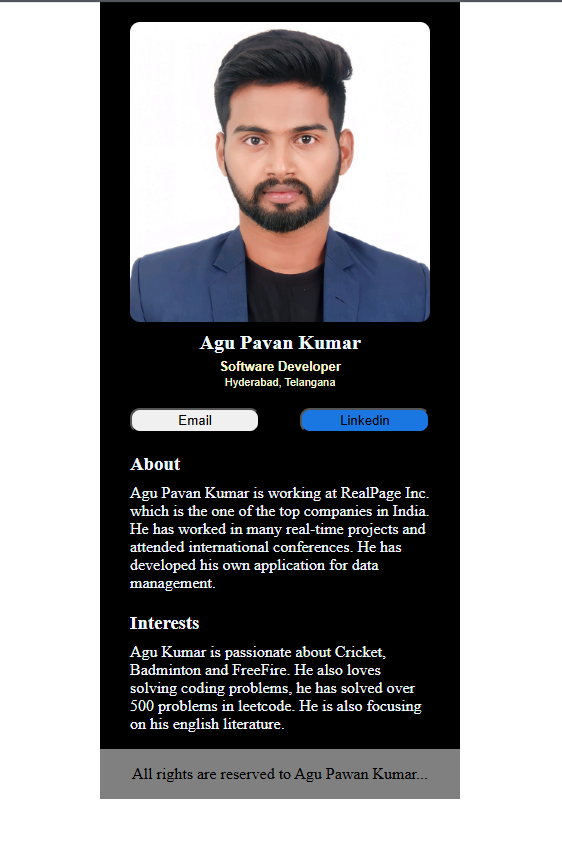 Agu Pavan Kumar
Software Developer
Hyderabad, Telangana
Email
Linkedin
About
Agu Pavan Kumar is working at RealPage Inc.
which is the one of the top companies in India.
He has worked in many real-time projects and
attended international conferences. He has
developed his own application for data
management.
Interests
Agu Kumar is passionate about Cricket,
Badminton and FreeFire. He also loves
solving coding problems, he has solved over
500 problems in leetcode. He is also focusing
on his english literature.
All rights are reserved to Agu Pawan Kumar...